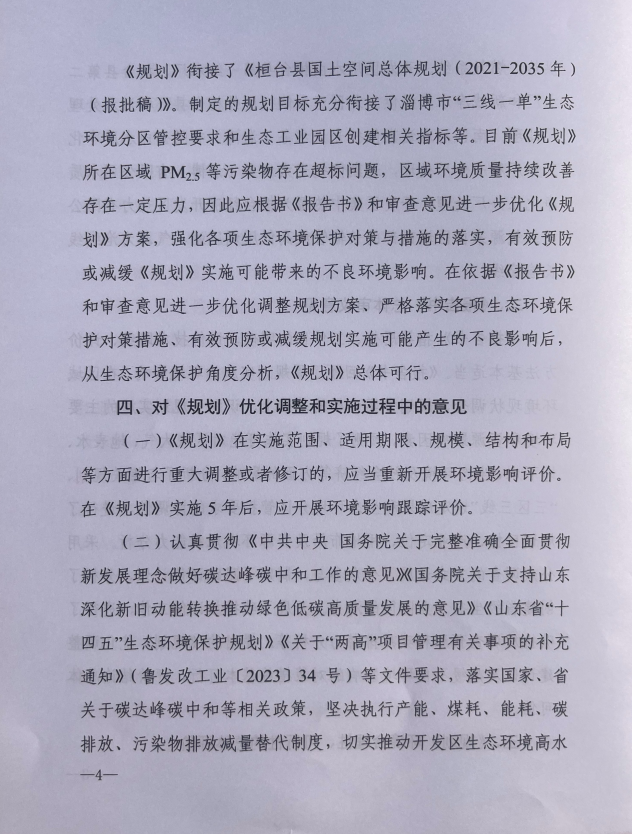 《规划》衔接了《桓台县国土空间总体规划（2021-2035年）
（报批稿）》。制定的规划目标充分衔接了淄博市“三线一单”生态
环境分区管控要求和生态工业园区创建相关指标等。目前《规划》
所在区域 PM2.5 等污染物存在超标问题，区域环境质量持续改善
存在一定压力，因此应根据《报告书》和审查意见进一步优化《规
划》方案，强化各项生态环境保护对策与措施的落实，有效预防
或减缓《规划》实施可能带来的不良环境影响。在依据《报告书》
和审查意见进一步优化调整规划方案、严格落实各项生态环境保
护对策措施、有效预防或减缓规划实施可能产生的不良影响后，
从生态环境保护角度分析，《规划》总体可行。
四、对《规划》优化调整和实施过程中的意见
（一）《规划》在实施范围、适用期限、规模、结构和布局
等方面进行重大调整或者修订的，应当重新开展环境影响评价。
在《规划》实施 5 年后，应开展环境影响跟踪评价。
（二）认真贯彻《中共中央 国务院关于完整准确全面贯彻
新发展理念做好碳达峰碳中和工作的意见》《国务院关于支持山东
深化新旧动能转换推动绿色低碳高质量发展的意见》《山东省“十
四五”生态环境保护规划》《关于“两高”项目管理有关事项的补充
通知》（鲁发改工业〔2023〕34 号）等文件要求，落实国家、省
关于碳达峰碳中和等相关政策，坚决执行产能、煤耗、能耗、碳
排放、污染物排放减量替代制度，切实推动开发区生态环境高水
—4—